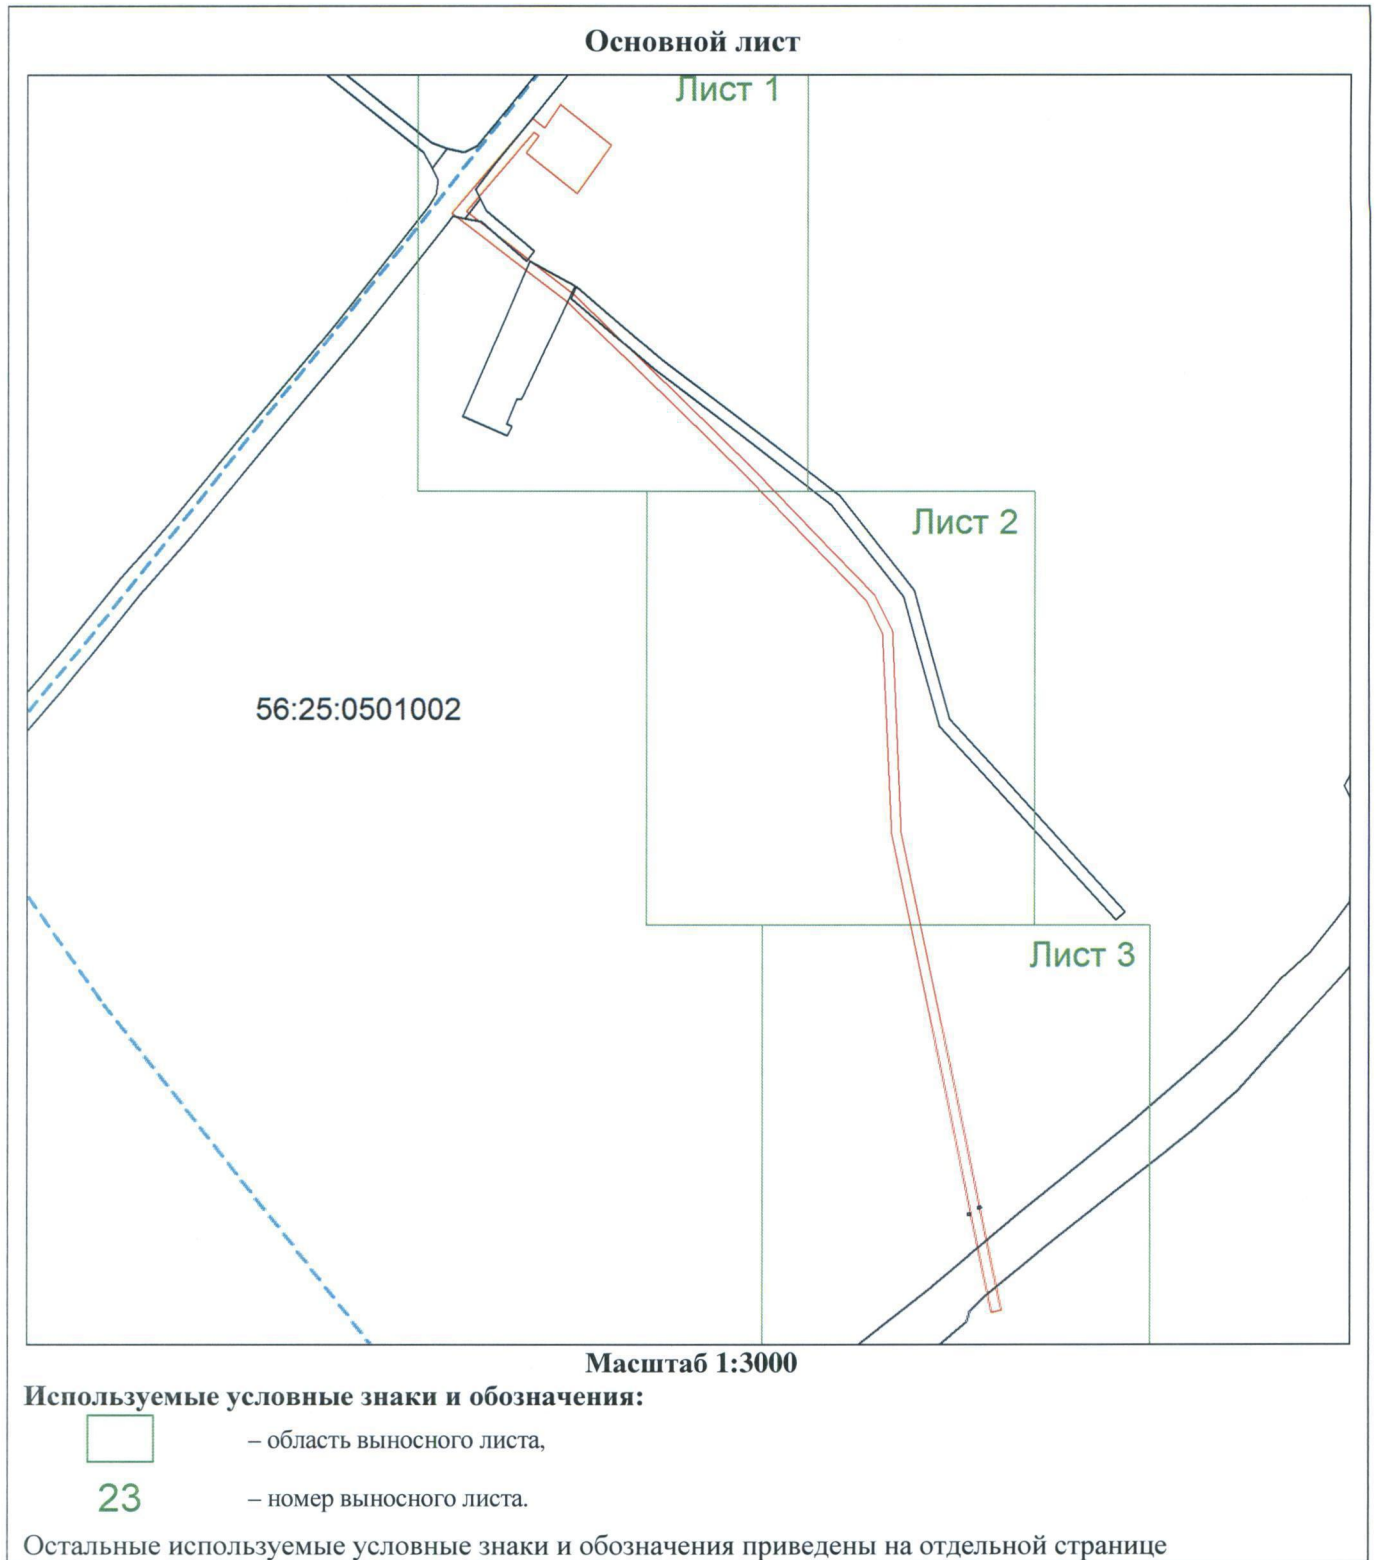 Основной лист
Лист 1
Лист 2
56:25:0501002
Лист 3
Масштаб 1:3000
Используемые условные знаки и обозначения:
– область выносного листа,
23 – номер выносного листа.
Остальные используемые условные знаки и обозначения приведены на отдельной странице